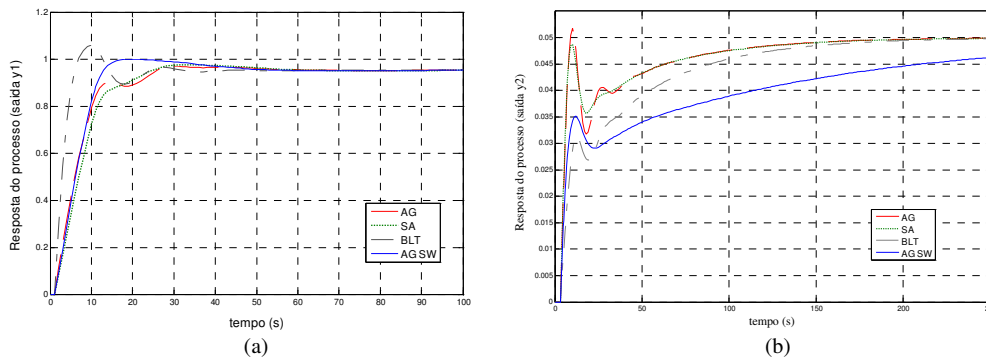 1.2
1
0.8
0.6
0.4
0.2
0
0 10 20 30 40 50 60 70 80 90 100
Resposta do processo (saída y1)
tempo (s)
AG
SA
BLT
AG SW
(a)
0.05
0.045
0.04
0.035
0.03
0.025
0.02
0.015
0.01
0.005
0
0 50 100 150 200 250
Resposta do processo (saída y2)
tempo (s)
AG
SA
BLT
AG SW
(b)